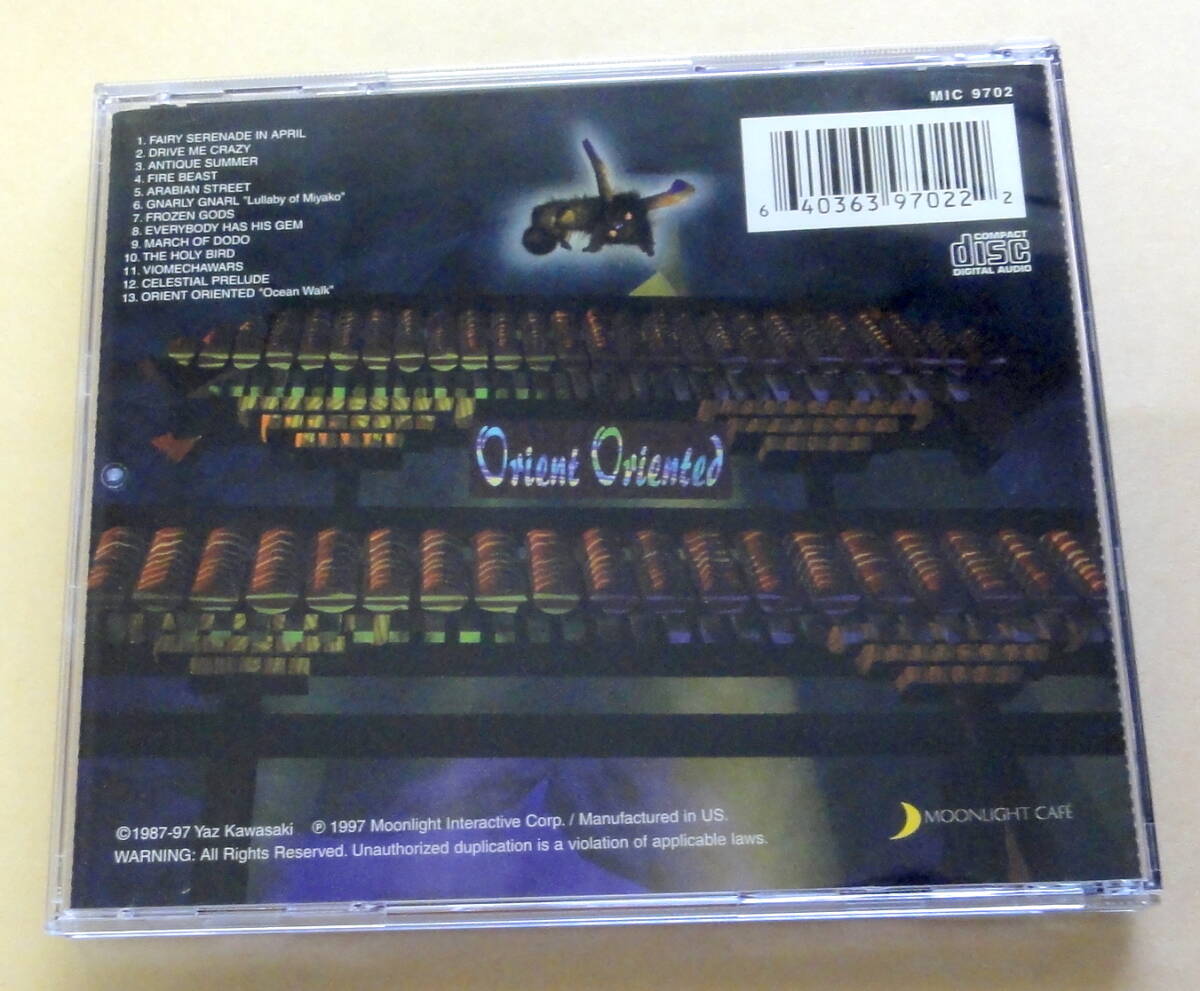 MIC 9702
1. FAIRY SERENADE IN APRIL
2. DRIVE ME CRAZY
3. ANTIQUE SUMMER
4. FIRE BEAST
5. ARABIAN STREET
6. GNARLY GNARL "Lullaby of Miyako"
7. FROZEN GODS
8. EVERYBODY HAS HIS GEM
9. MARCH OF DODO
10. THE HOLY BIRD
11. VIOMECHAWARS
12. CELESTIAL PRELUDE
13. ORIENT ORIENTED "Ocean Walk"
6 40363 97022 2
COMPACT
disc
DIGITAL AUDIO
Orient Oriented
©1987-97 Yaz Kawasaki ℗ 1997 Moonlight Interactive Corp. / Manufactured in US.
WARNING: All Rights Reserved. Unauthorized duplication is a violation of applicable laws.
MOONLIGHT CAFÉ